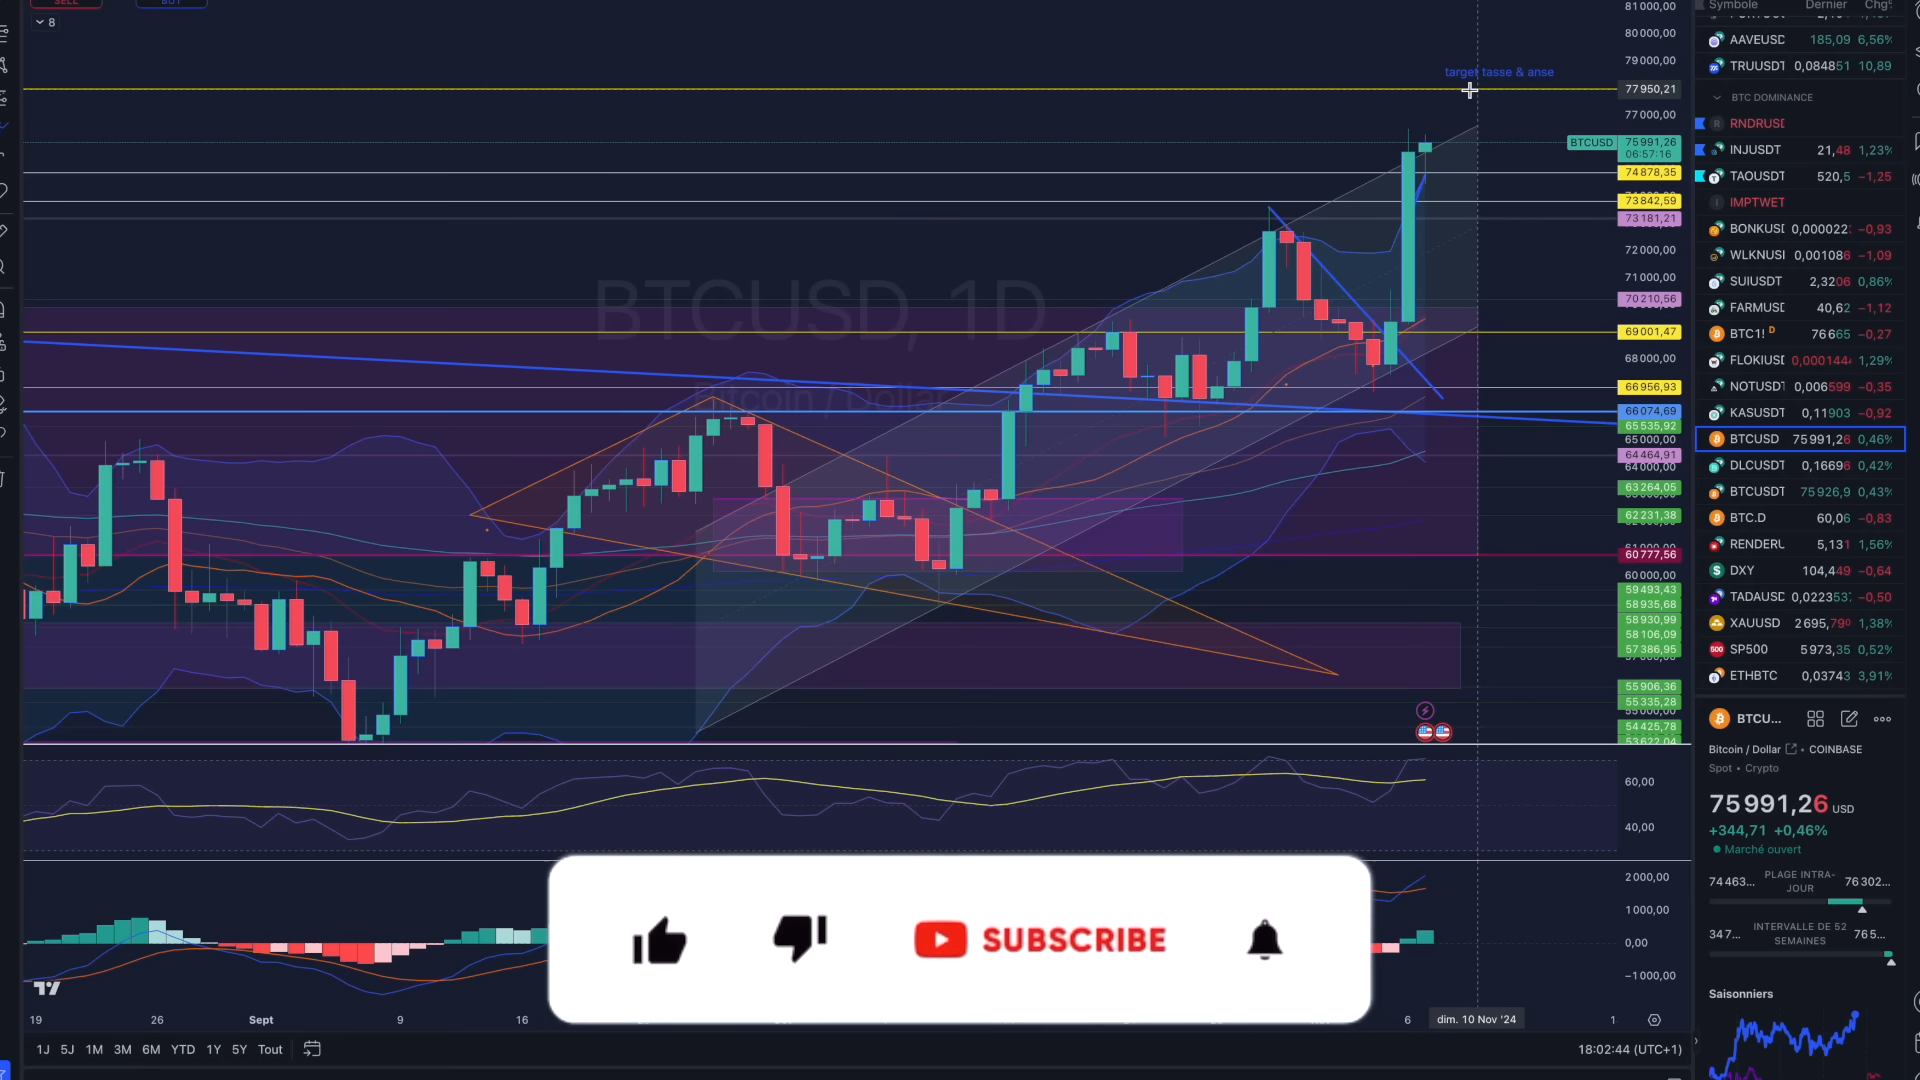 SELL
BUY
8
target tasse & anse
BTCUSD, 1D
Bitcoin / Dollar
81 000,00
80 000,00
79 000,00
77 950,21
77 000,00
BTCUSD 75 991,26
06:57:16
74 878,35
73 842,59
73 181,21
72 000,00
71 000,00
70 210,56
69 001,47
68 000,00
66 956,93
66 074,69
65 535,92
65 000,00
64 464,91
64 000,00
63 264,05
62 231,38
61 000,00
60 777,56
60 000,00
59 493,43
58 935,68
58 930,99
58 106,09
57 386,95
55 906,36
55 335,28
55 000,00
54 425,78
53 622,04
60,00
40,00
2 000,00
1 000,00
0,00
−1 000,00
SUBSCRIBE
19 26 Sept 9 16 6 dim. 10 Nov '24 1
1J 5J 1M 3M 6M YTD 1Y 5Y Tout
18:02:44 (UTC+1)
Symbole Dernier Chg%
AAVEUSD 185,09 6,56%
TRUUSDT 0,084851 10,89
BTC DOMINANCE
RNDRUSD
INJUSDT 21,48 1,23%
TAOUSDT 520,5 −1,25
IMPTWET
BONKUSD 0,000022 −0,93
WLKNUSD 0,001086 −1,09
SUIUSDT 2,3206 0,86%
FARMUSD 40,62 −1,12
BTC1! D 76 665 −0,27
FLOKIUSD 0,000144 1,29%
NOTUSDT 0,006599 −0,35
KASUSDT 0,11903 −0,92
BTCUSD 75 991,26 0,46%
DLCUSDT 0,16696 0,42%
BTCUSDT 75 926,9 0,43%
BTC.D 60,06 −0,83
RENDERU 5,131 1,56%
DXY 104,449 −0,64
TADAUSD 0,022353 −0,50
XAUUSD 2 695,790 1,38%
SP500 5 973,35 0,52%
ETHBTC 0,03743 3,91%
BTCU...
Bitcoin / Dollar • COINBASE
Spot • Crypto
75 991,26 USD
+344,71 +0,46%
Marché ouvert
74 463... PLAGE INTRA-JOUR 76 302...
34 7... INTERVALLE DE 52 SEMAINES 76 5...
Saisonniers